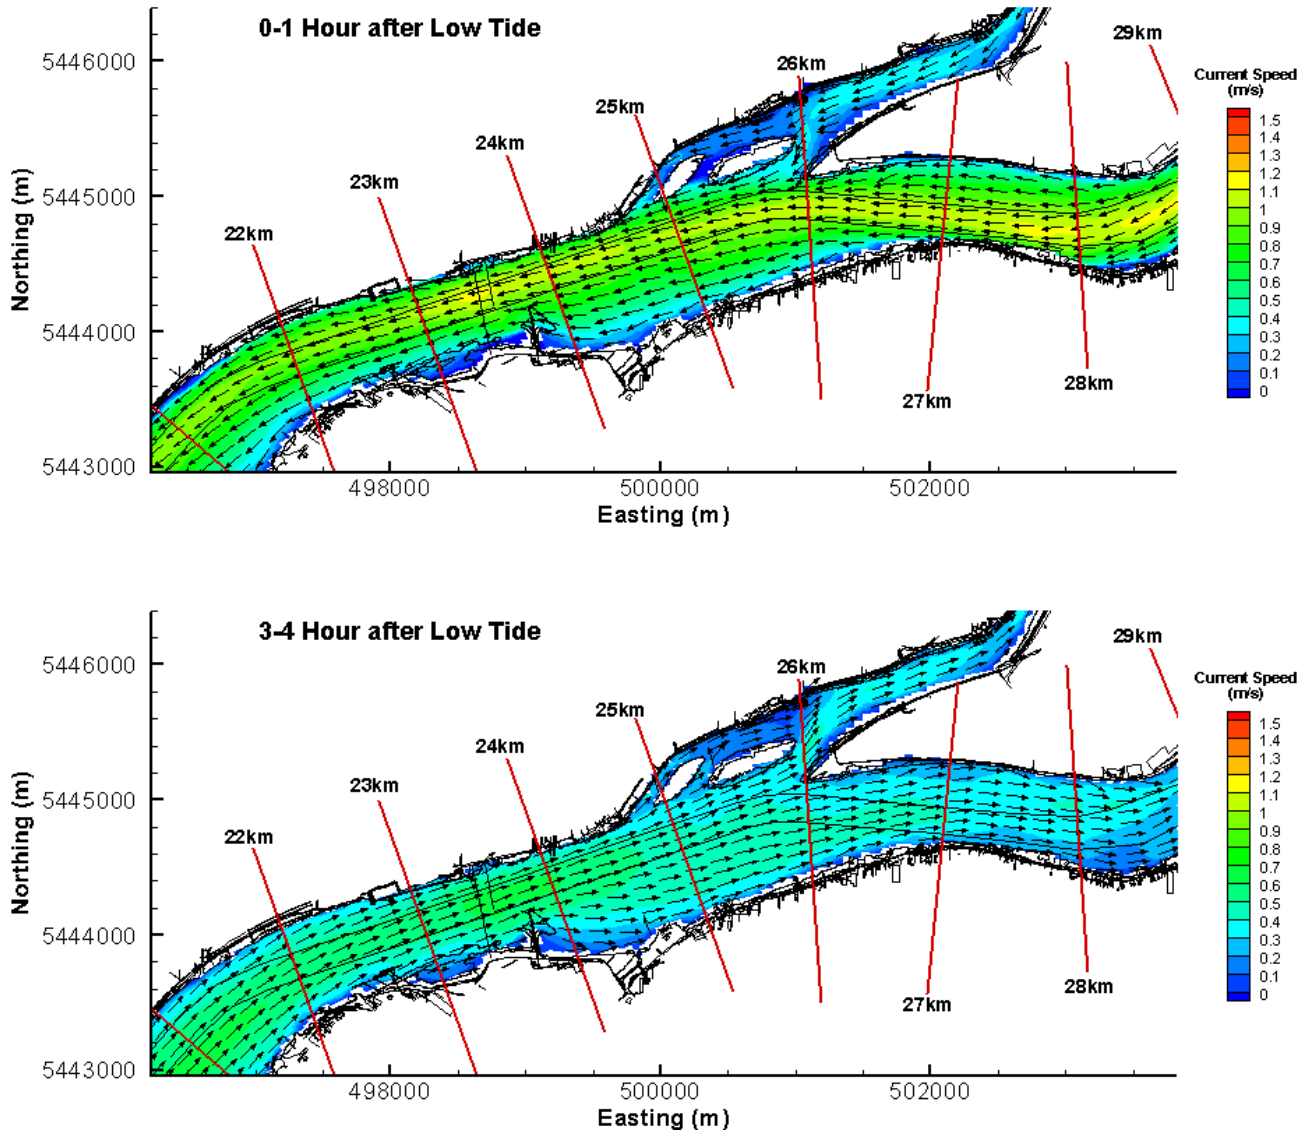 0-1 Hour after Low Tide
29km
26km
25km
24km
23km
22km
27km
28km
Current Speed
(m/s)
1.5
1.4
1.3
1.2
1.1
1
0.9
0.8
0.7
0.6
0.5
0.4
0.3
0.2
0.1
0
Northing (m)
5446000
5445000
5444000
5443000
498000
500000
502000
Easting (m)
3-4 Hour after Low Tide
29km
26km
25km
24km
23km
22km
27km
28km
Current Speed
(m/s)
1.5
1.4
1.3
1.2
1.1
1
0.9
0.8
0.7
0.6
0.5
0.4
0.3
0.2
0.1
0
Northing (m)
5446000
5445000
5444000
5443000
498000
500000
502000
Easting (m)